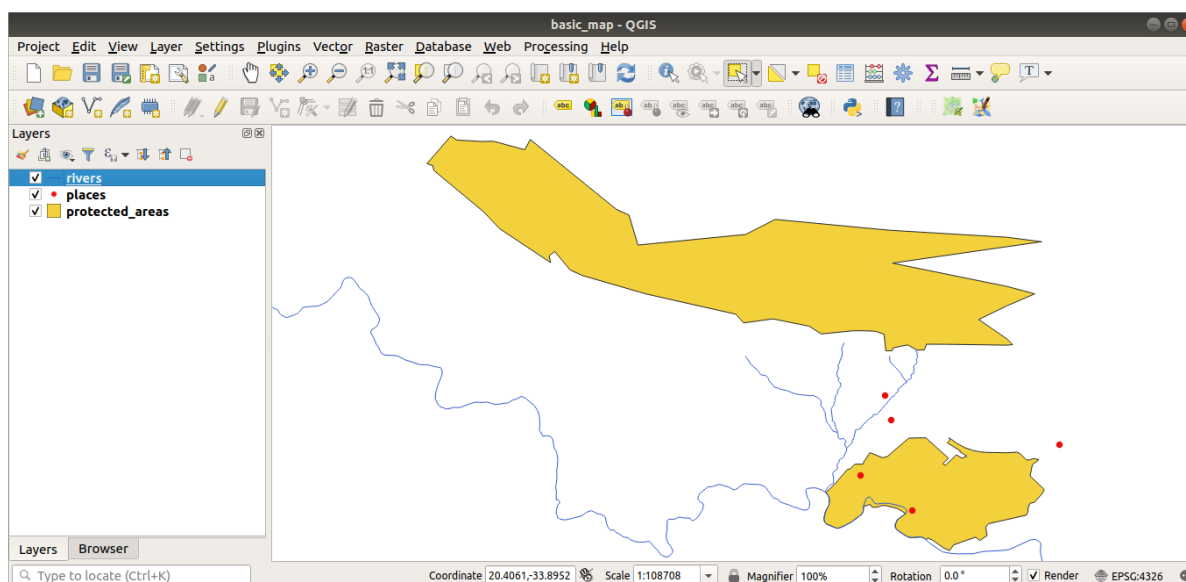 basic_map - QGIS
Project Edit View Layer Settings Plugins Vector Raster Database Web Processing Help
Layers
rivers
places
protected_areas
Layers Browser
Type to locate (Ctrl+K)
Coordinate 20.4061,-33.8952 Scale 1:108708 Magnifier 100% Rotation 0.0° Render EPSG:4326